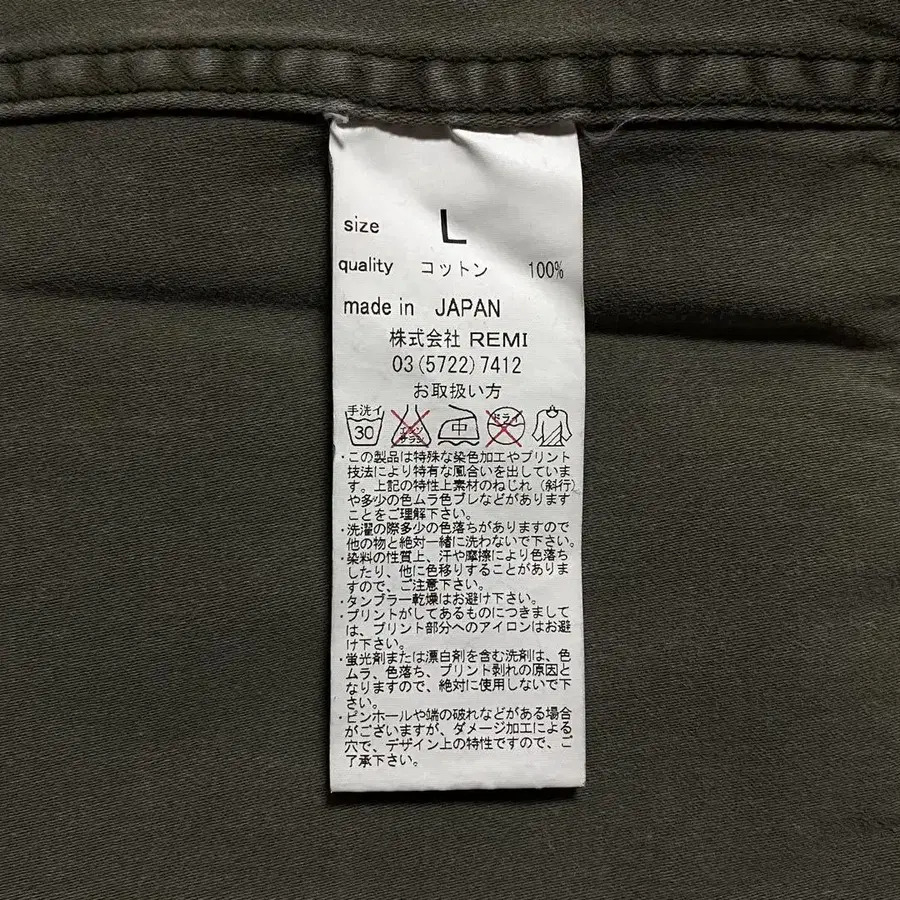 size L
quality コットン 100%
made in JAPAN
株式会社 REMI
03(5722)7412
お取扱い方
手洗イ 30 エンソサラシ 中 ドライ
・この製品は特殊な染色加工やプリント
技法により特有な風合いを出していま
す。上記の特性上素材のねじれ（斜行）
や多少の色ムラ色ブレなどがあります
ことをご理解下さい。
・洗濯の際多少の色落ちがありますので
他の物と絶対一緒に洗わないで下さい。
・染料の性質上、汗や摩擦により色落ち
したり、他に色移りすることがありま
すので、ご注意下さい。
・タンブラー乾燥はお避け下さい。
・プリントがしてあるものにつきまして
は、プリント部分へのアイロンはお避
け下さい。
・蛍光剤または漂白剤を含む洗剤は、色
ムラ、色落ち、プリント剥れの原因と
なりますので、絶対に使用しないで下
さい。
・ピンホールや端の破れなどがある場合
がございますが、ダメージ加工による
穴で、デザイン上の特性ですので、ご
了承下さい。